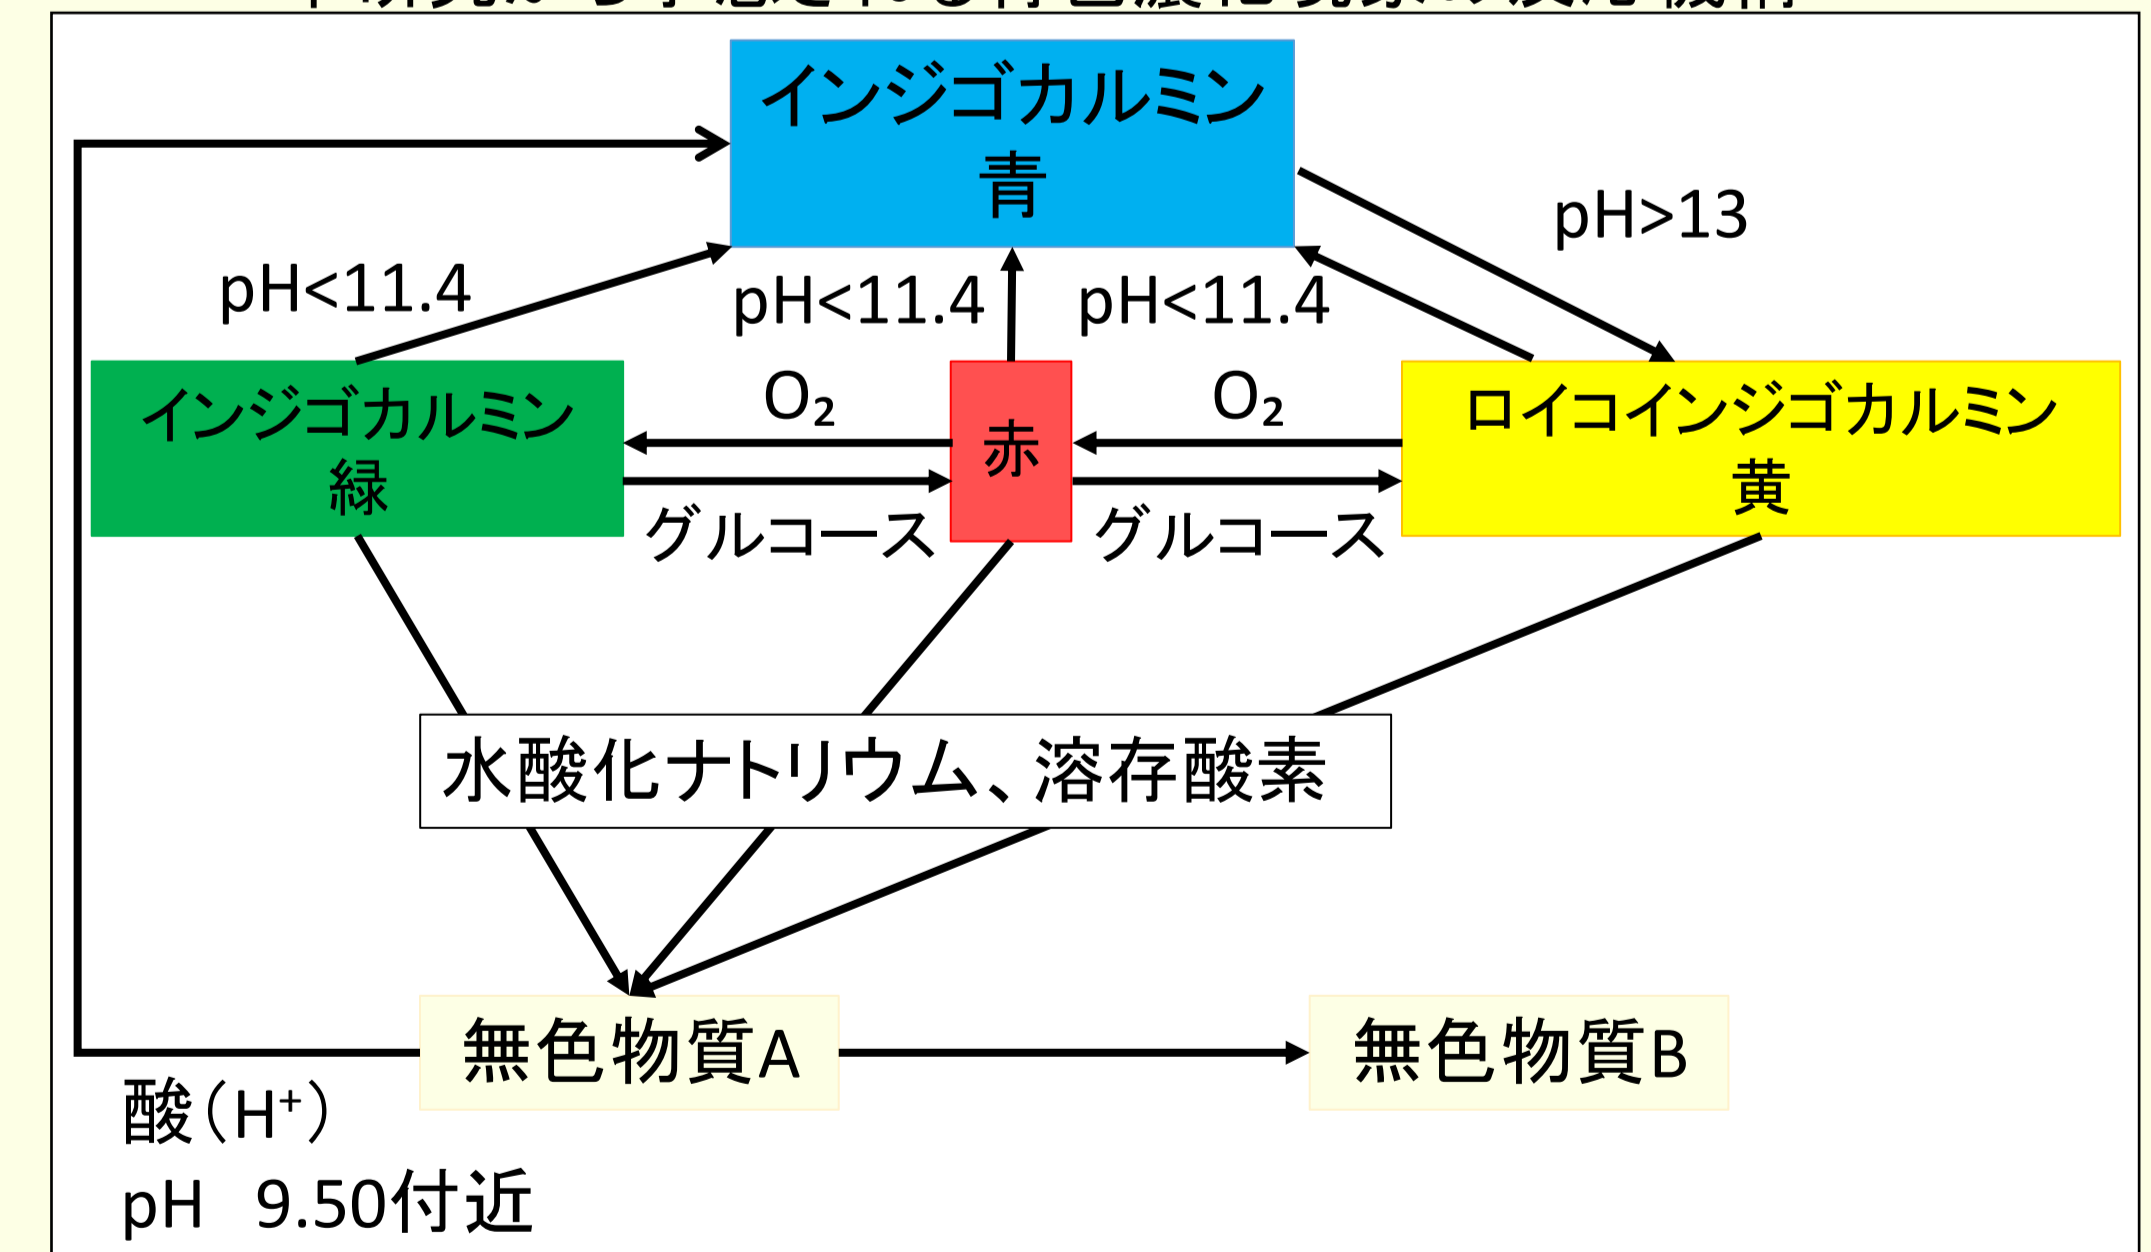 インジゴカルミン
青
pH>13
pH<11.4
pH<11.4
pH<11.4
インジゴカルミン
緑
O₂
グルコース
赤
O₂
グルコース
ロイコインジゴカルミン
黄
水酸化ナトリウム、溶存酸素
無色物質A
無色物質B
酸(H⁺)
pH 9.50付近